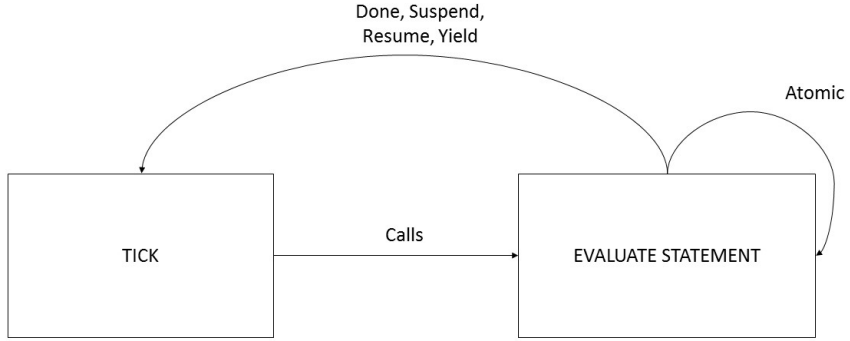 Done, Suspend,
Resume, Yield
Atomic
Calls
TICK
EVALUATE STATEMENT